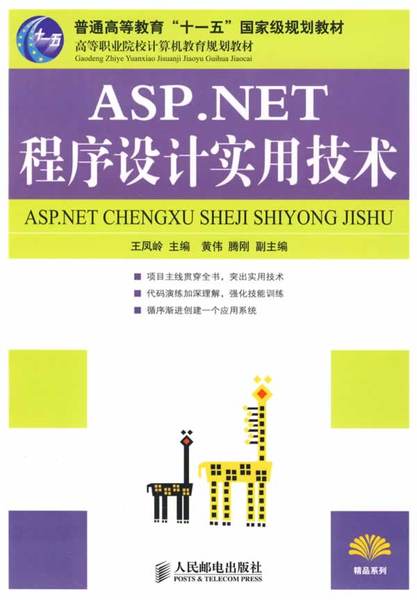 十一五
普通高等教育“十一五”国家级规划教材
高等职业院校计算机教育规划教材
Gaodeng Zhiye Yuanxiao Jisuanji Jiaoyu Guihua Jiaocai
ASP.NET
程序设计实用技术
ASP.NET CHENGXU SHEJI SHIYONG JISHU
王凤岭 主编 黄伟 腾刚 副主编
■ 项目主线贯穿全书，突出实用技术
■ 代码演练加深理解，强化技能训练
■ 循序渐进创建一个应用系统
人民邮电出版社
POSTS & TELECOM PRESS
精品系列